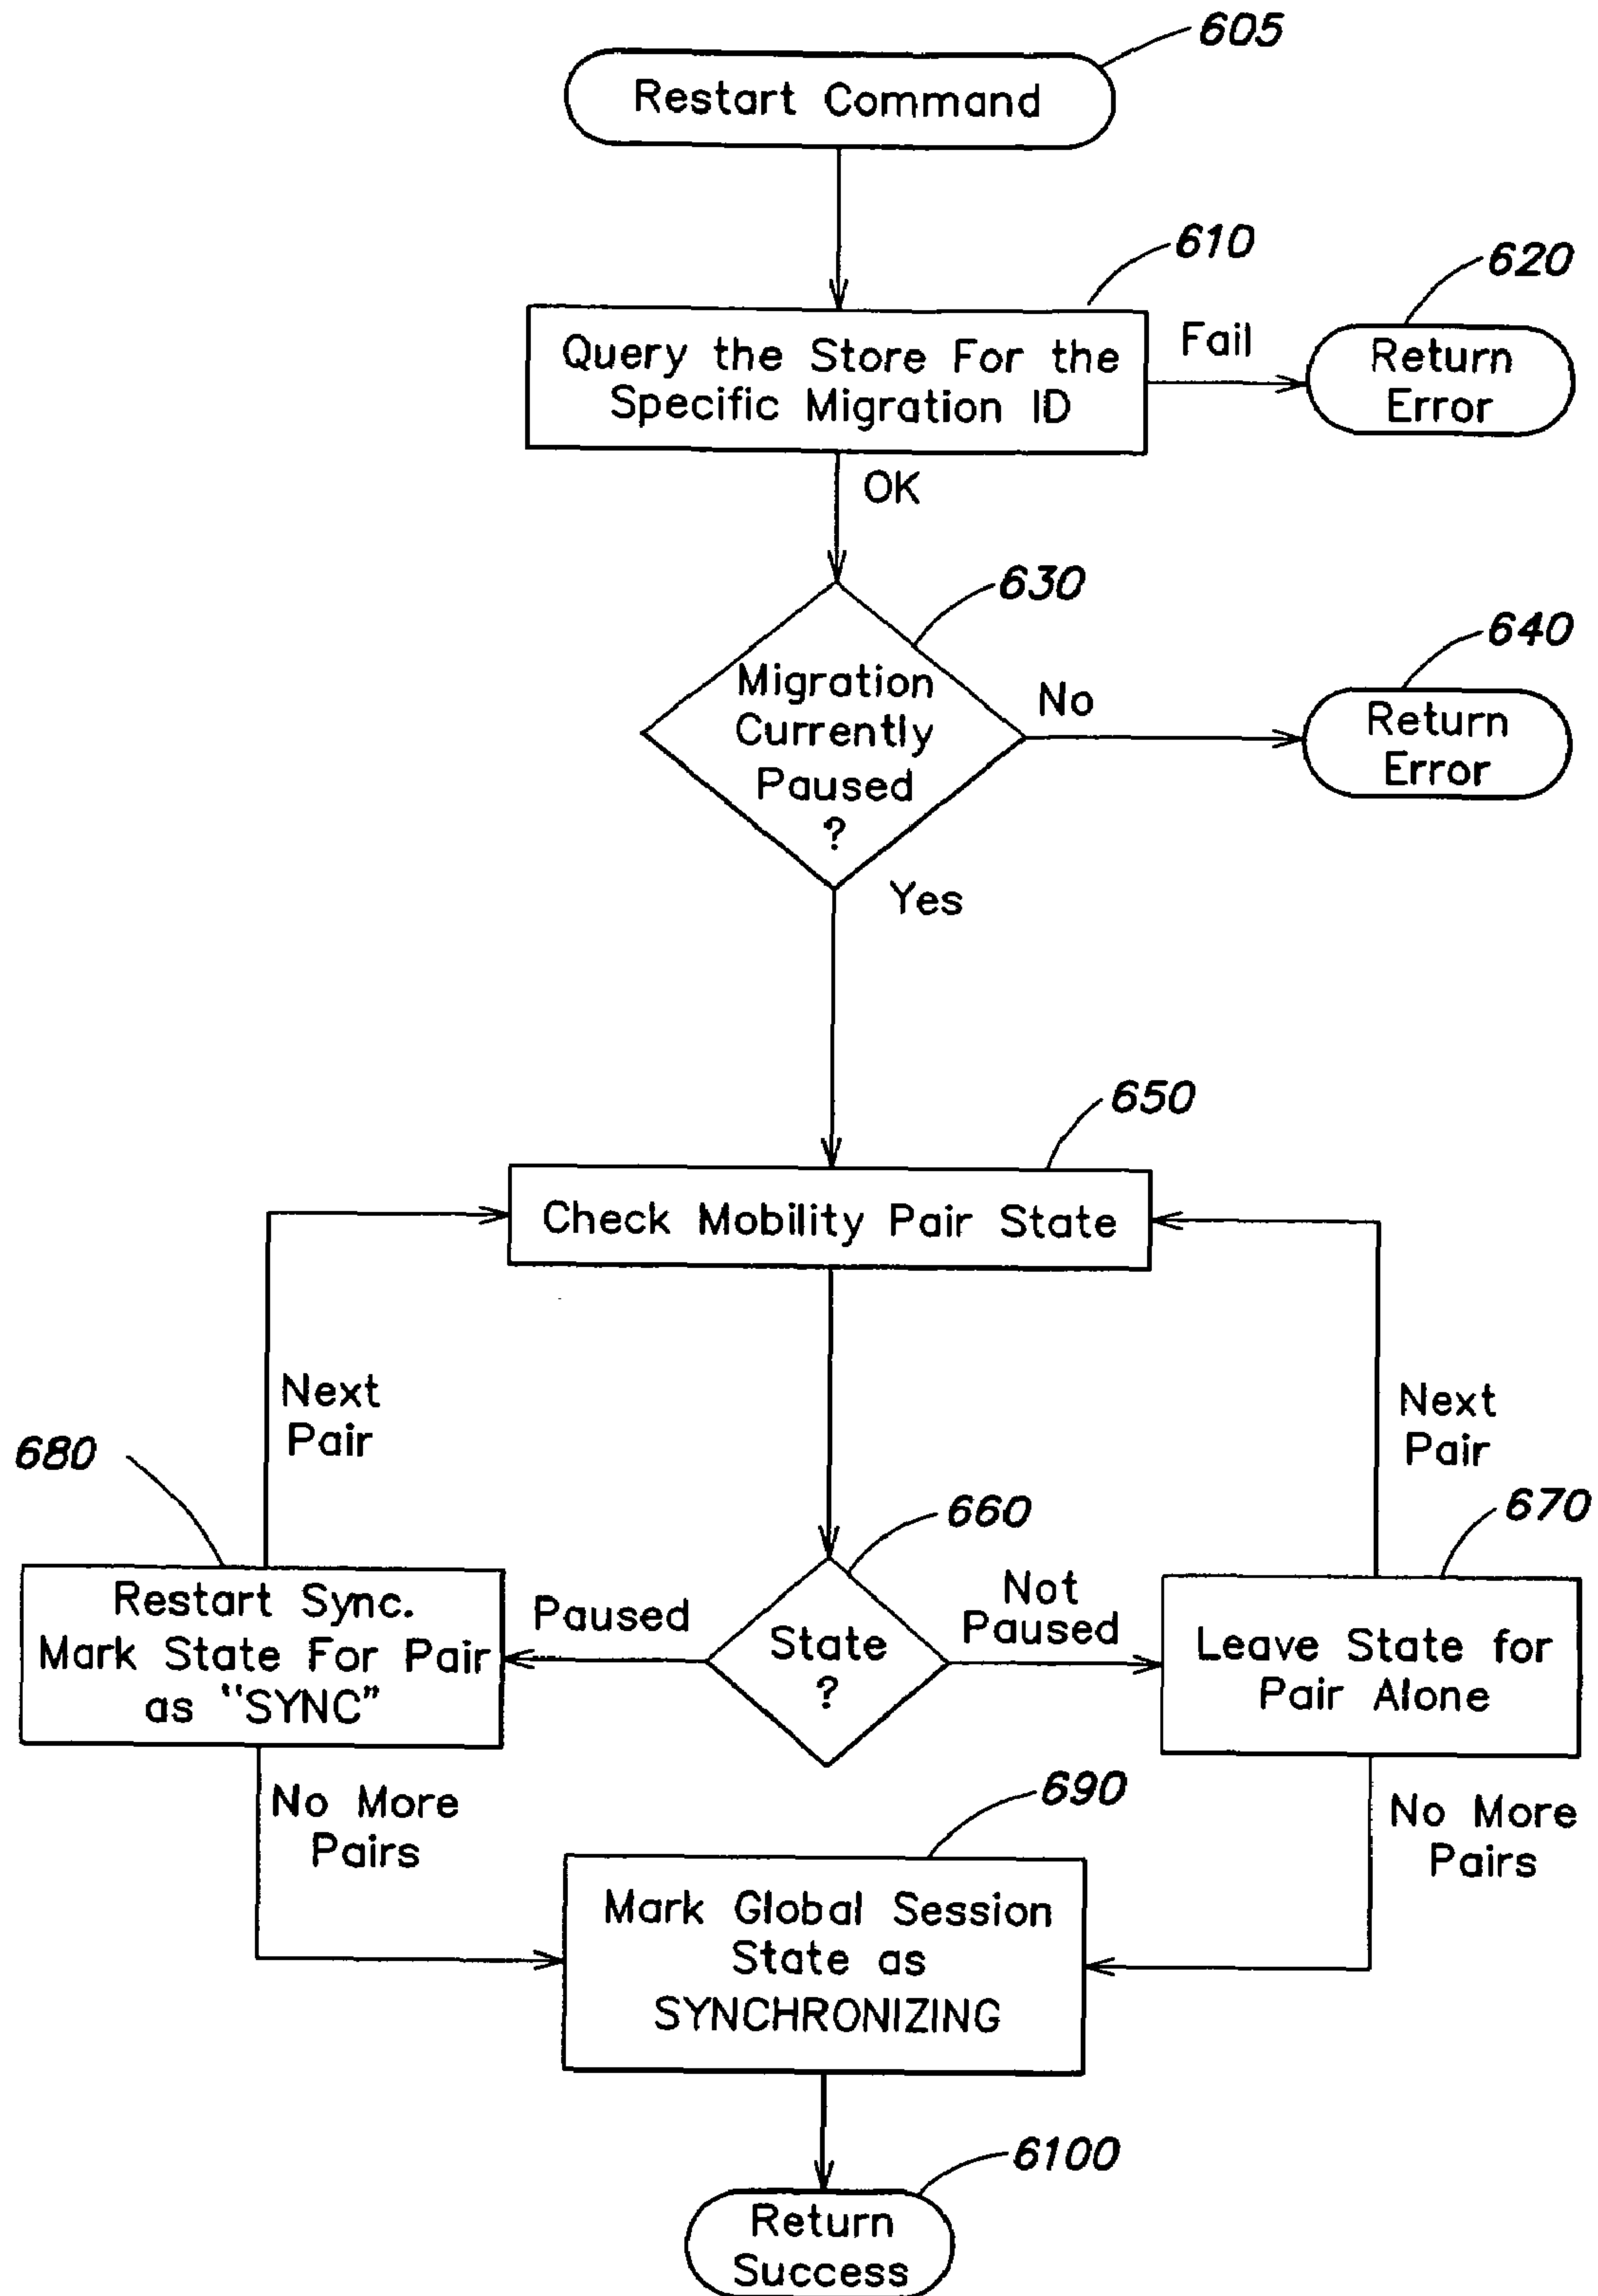 605
Restart Command
610
620
Query the Store For the
Specific Migration ID
Fail
Return
Error
OK
630
640
Migration
Currently
Paused
?
No
Return
Error
Yes
650
Check Mobility Pair State
Next
Pair
Next
Pair
680
660
670
Restart Sync.
Mark State For Pair
as "SYNC"
Paused
State
?
Not
Paused
Leave State for
Pair Alone
No More
Pairs
690
No More
Pairs
Mark Global Session
State as
SYNCHRONIZING
6100
Return
Success